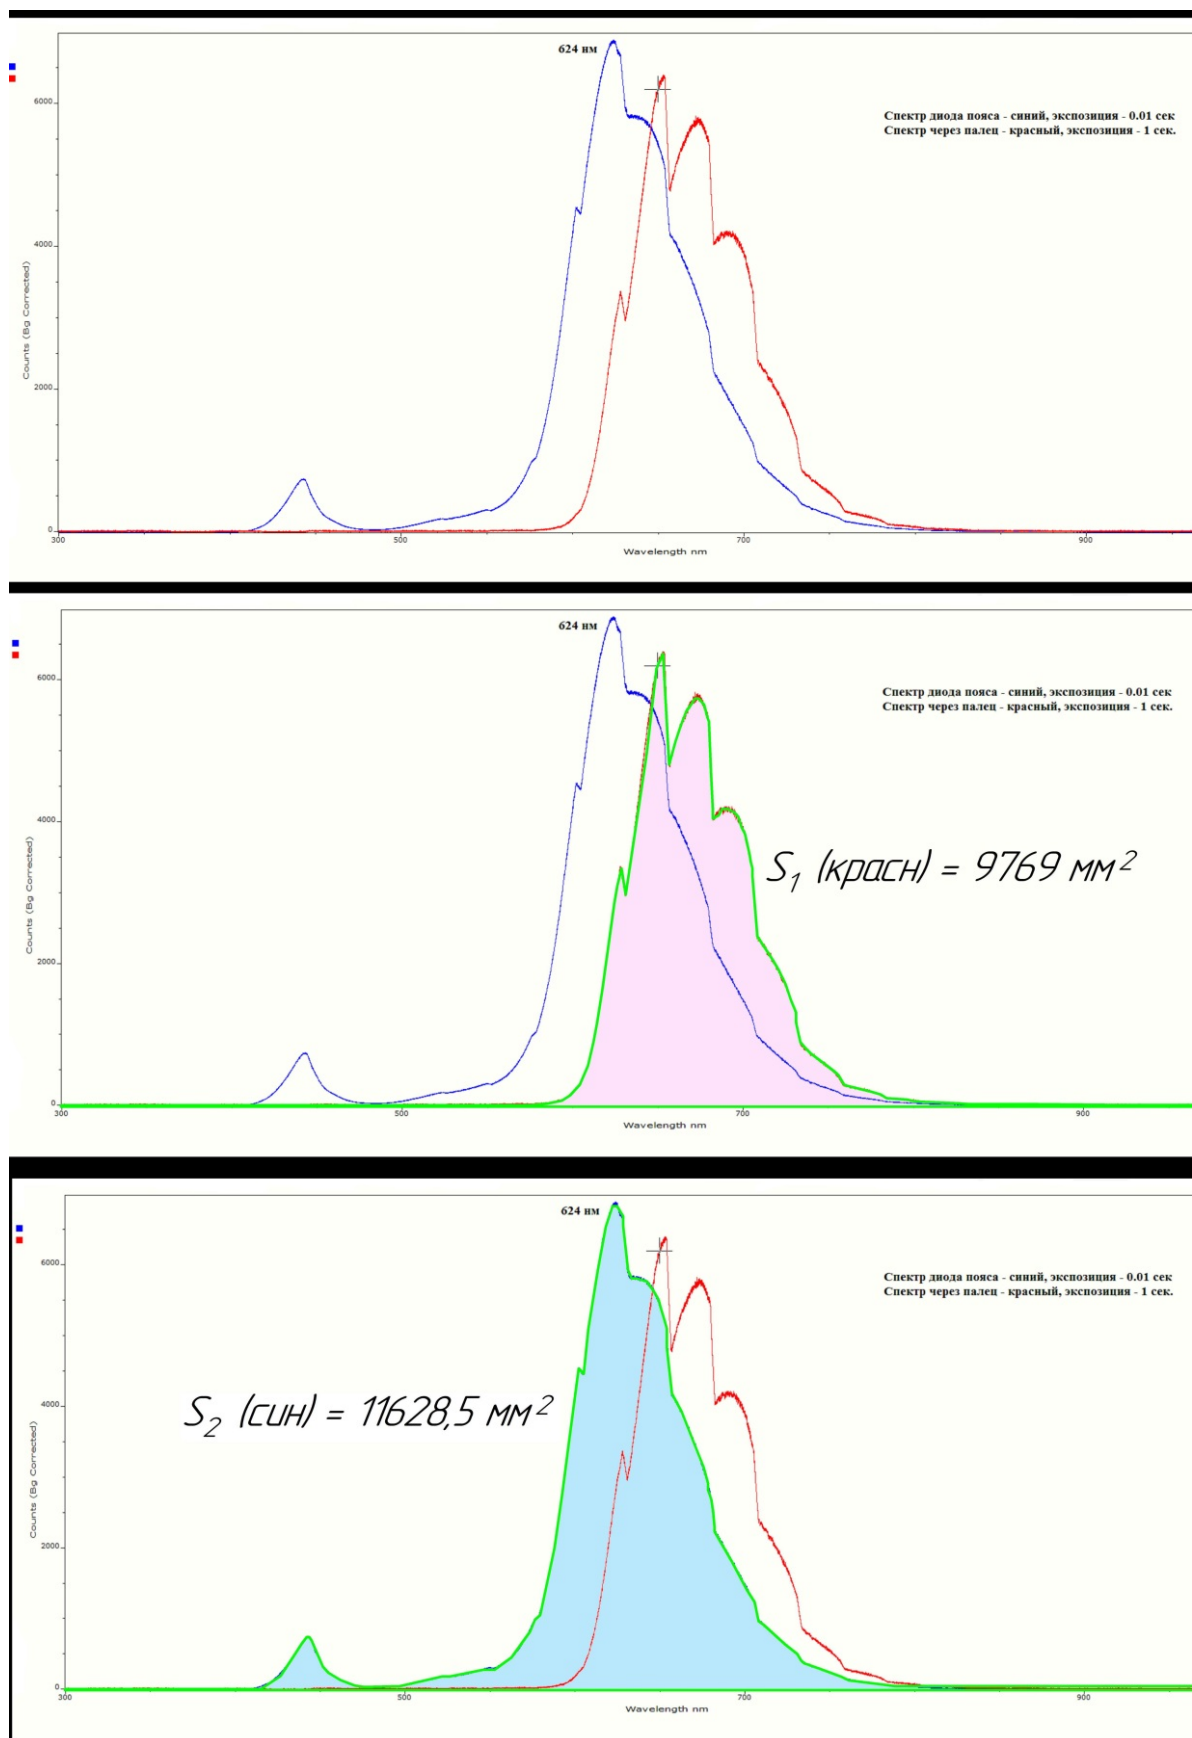 624 нм
Спектр диода пояса - синий, экспозиция - 0.01 сек
Спектр через палец - красный, экспозиция - 1 сек.
6000
4000
2000
0
Counts (Bg Corrected)
300
500
700
900
Wavelength nm
624 нм
Спектр диода пояса - синий, экспозиция - 0.01 сек
Спектр через палец - красный, экспозиция - 1 сек.
6000
4000
2000
0
Counts (Bg Corrected)
S₁ (красн) = 9769 мм²
300
500
700
900
Wavelength nm
624 нм
Спектр диода пояса - синий, экспозиция - 0.01 сек
Спектр через палец - красный, экспозиция - 1 сек.
6000
4000
2000
0
Counts (Bg Corrected)
S₂ (син) = 11628,5 мм²
300
500
700
900
Wavelength nm